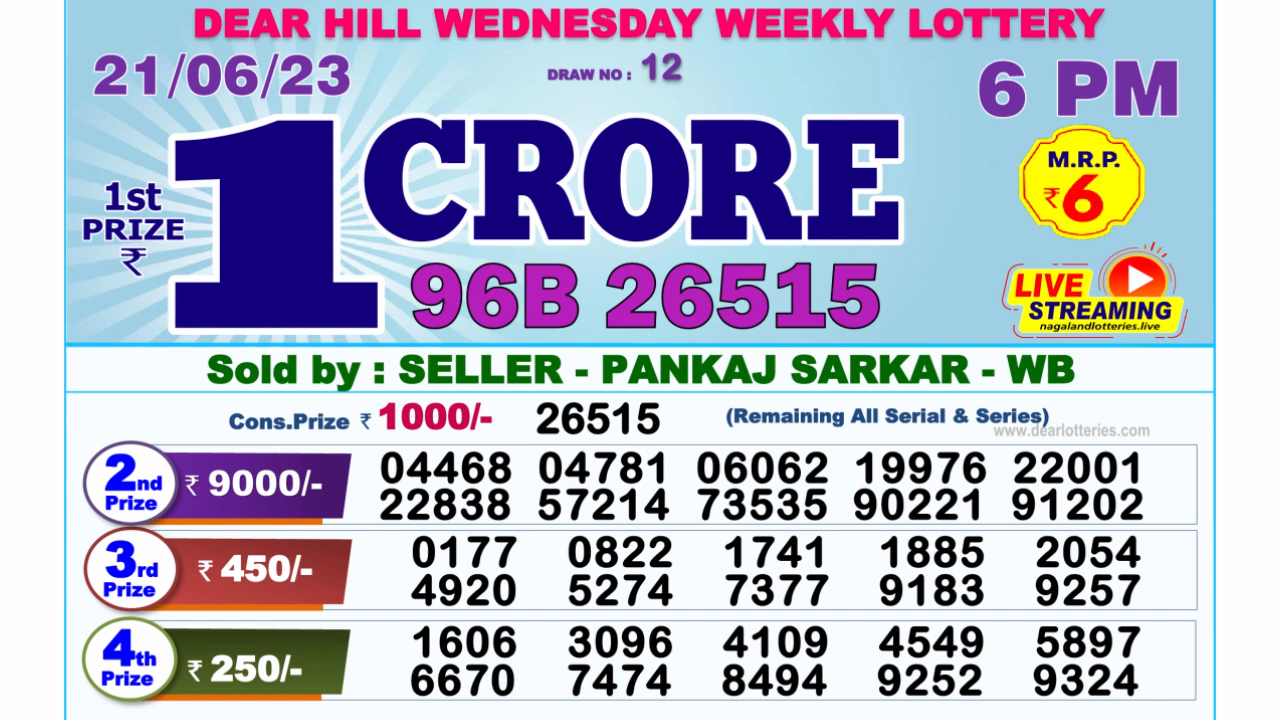 DEAR HILL WEDNESDAY WEEKLY LOTTERY
21/06/23
DRAW NO : 12
6 PM
1st
PRIZE
₹
1 CRORE
M.R.P.
₹6
96B 26515
LIVE
STREAMING
nagalandlotteries.live
Sold by : SELLER - PANKAJ SARKAR - WB
Cons.Prize ₹ 1000/- 26515 (Remaining All Serial & Series)
www.dearlotteries.com
2nd Prize ₹ 9000/-
04468 04781 06062 19976 22001
22838 57214 73535 90221 91202
3rd Prize ₹ 450/-
0177 0822 1741 1885 2054
4920 5274 7377 9183 9257
4th Prize ₹ 250/-
1606 3096 4109 4549 5897
6670 7474 8494 9252 9324